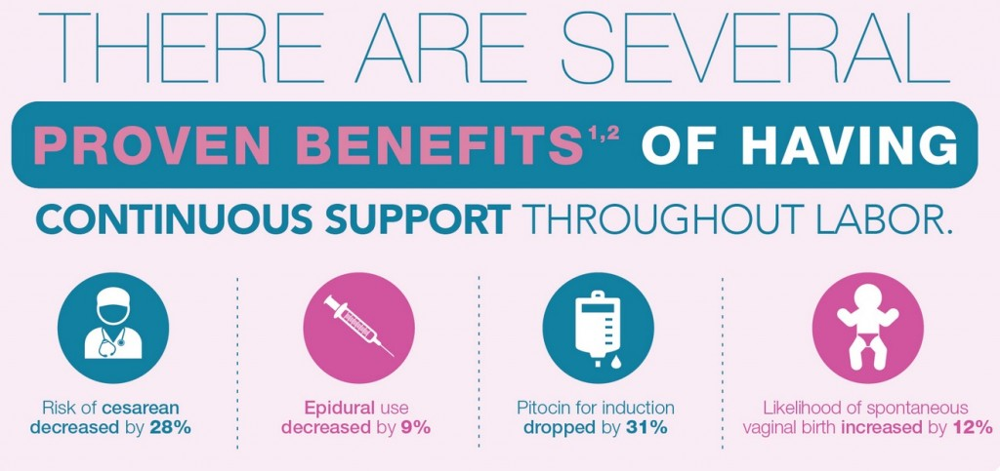 THERE ARE SEVERAL
PROVEN BENEFITS1,2 OF HAVING
CONTINUOUS SUPPORT THROUGHOUT LABOR.
Risk of cesarean
decreased by 28%
Epidural use
decreased by 9%
Pitocin for induction
dropped by 31%
Likelihood of spontaneous
vaginal birth increased by 12%